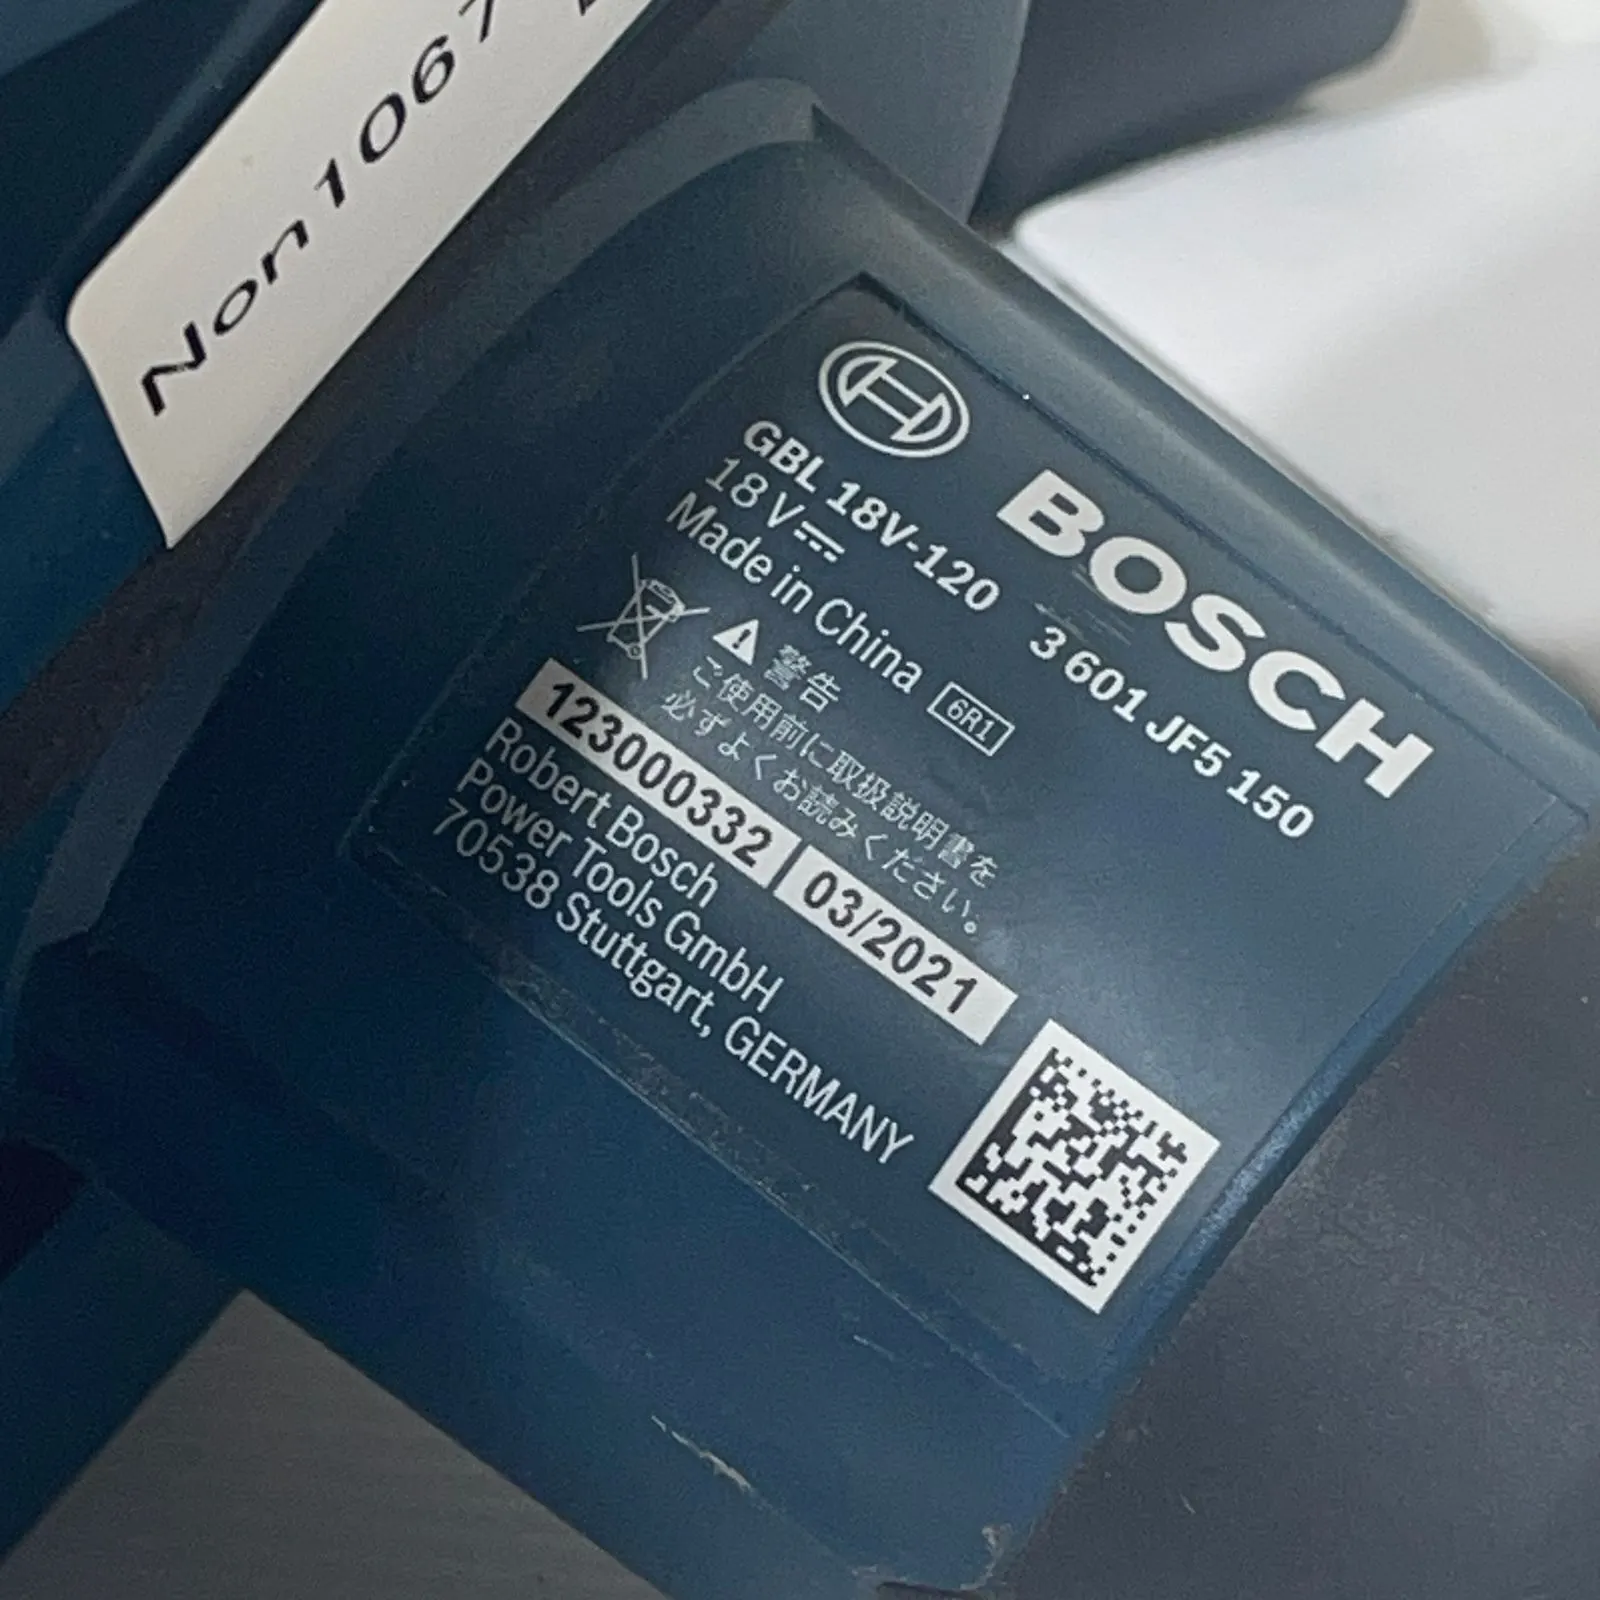 Non1067
BOSCH
GBL 18V-120 3 601 JF5 150
18 V
Made in China 6R1
警告
ご使用前に取扱説明書を
必ずよくお読みください。
123000332 03/2021
Robert Bosch
Power Tools GmbH
70538 Stuttgart, GERMANY